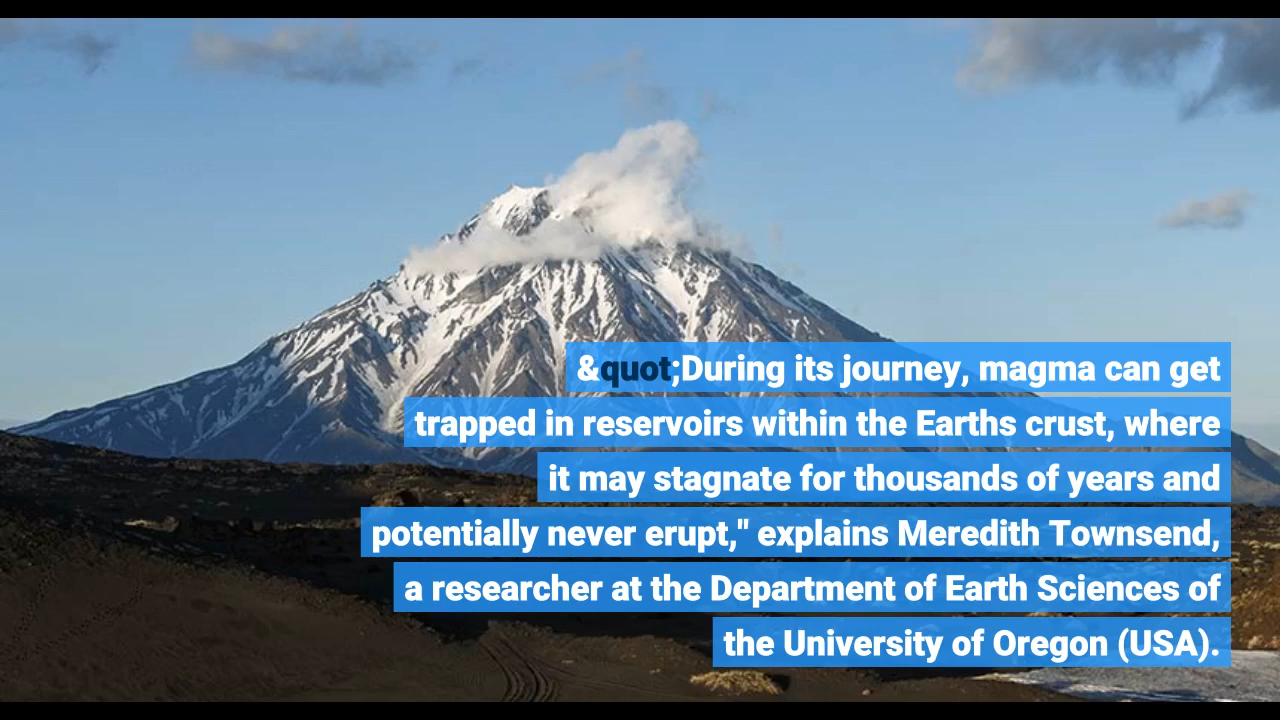 &quot;During its journey, magma can get
trapped in reservoirs within the Earths crust, where
it may stagnate for thousands of years and
potentially never erupt," explains Meredith Townsend,
a researcher at the Department of Earth Sciences of
the University of Oregon (USA).